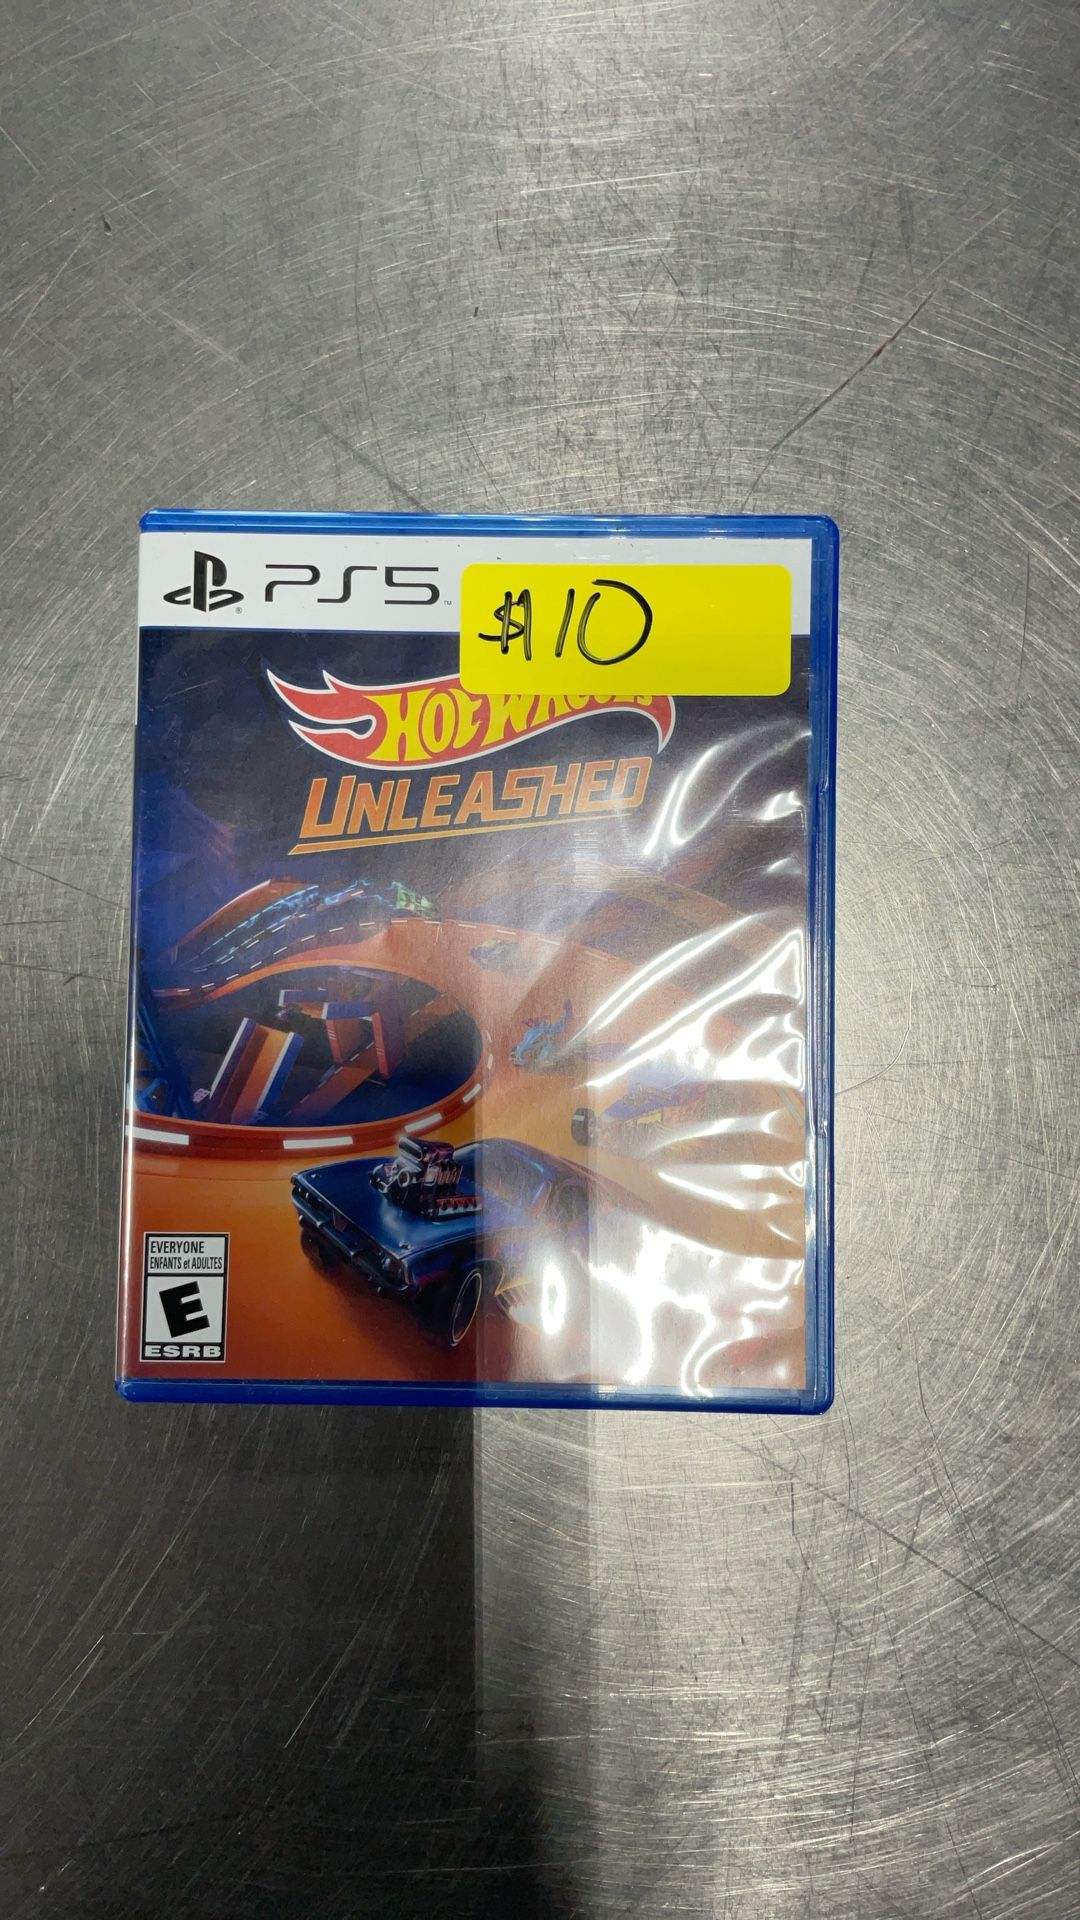 PS5
$10
HOT WHEELS
UNLEASHED
EVERYONE
ENFANTS et ADULTES
E
ESRB